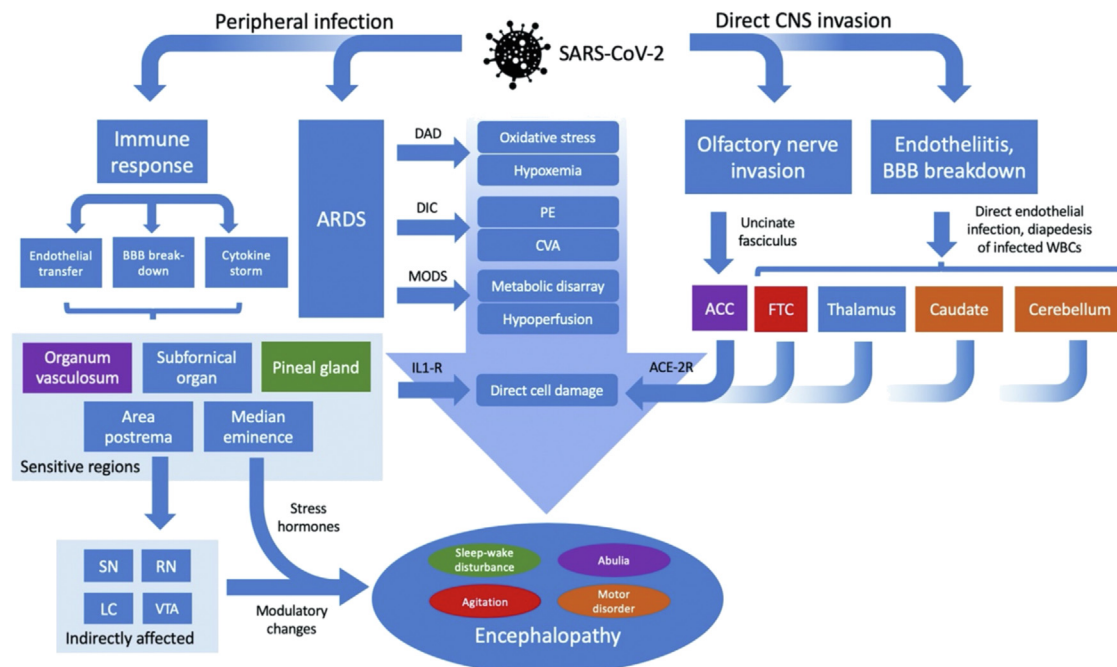 Peripheral infection
Direct CNS invasion
SARS-CoV-2
Immune
response
ARDS
DAD
DIC
MODS
Oxidative stress
Hypoxemia
PE
CVA
Metabolic disarray
Hypoperfusion
Olfactory nerve
invasion
Endotheliitis,
BBB breakdown
Endothelial
transfer
BBB break-
down
Cytokine
storm
Uncinate
fasciculus
Direct endothelial
infection, diapedesis
of infected WBCs
ACC
FTC
Thalamus
Caudate
Cerebellum
Organum
vasculosum
Subfornical
organ
Pineal gland
Area
postrema
Median
eminence
Sensitive regions
IL1-R
Direct cell damage
ACE-2R
Stress
hormones
SN
RN
LC
VTA
Indirectly affected
Modulatory
changes
Sleep-wake
disturbance
Abulia
Agitation
Motor
disorder
Encephalopathy